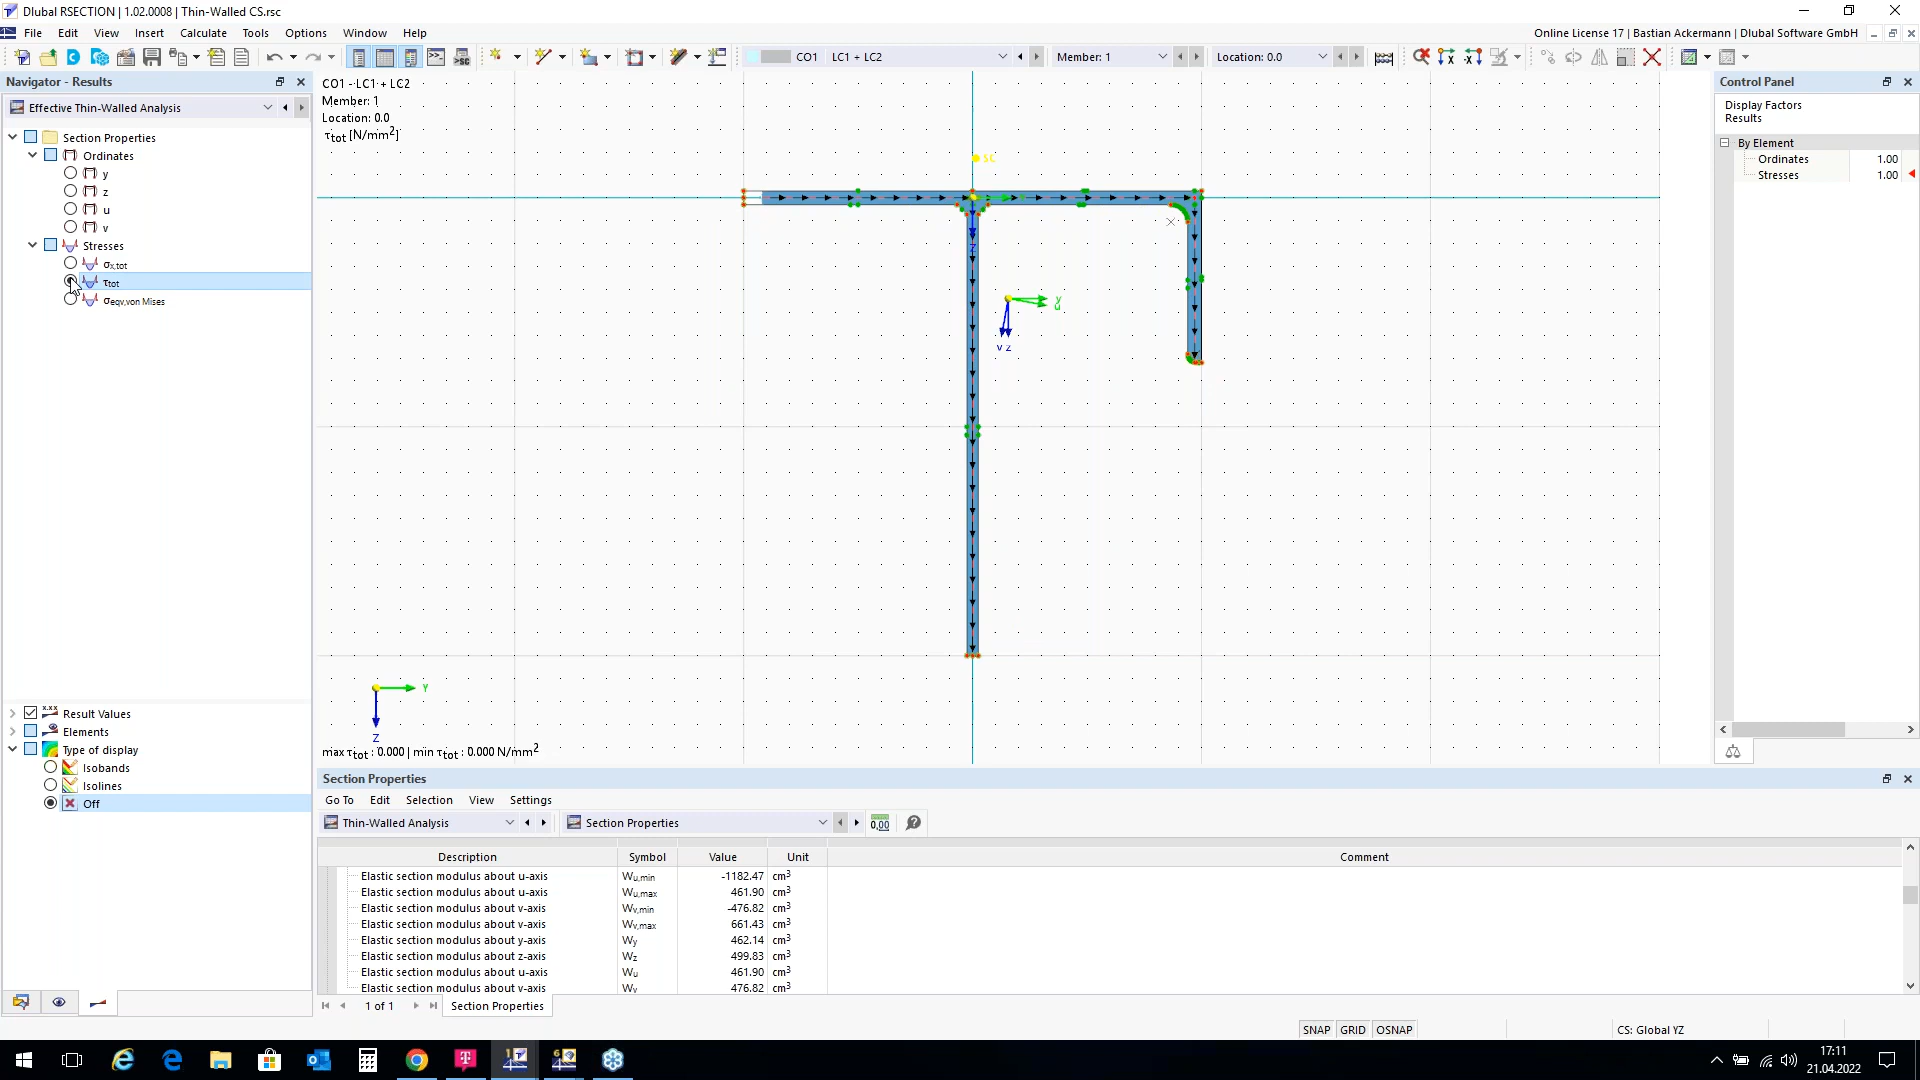 Dlubal RSECTION | 1.02.0008 | Thin-Walled CS.rsc
File Edit View Insert Calculate Tools Options Window Help
Online License 17 | Bastian Ackermann | Dlubal Software GmbH
CO1 LC1 + LC2 Member: 1 Location: 0.0
Navigator - Results
Effective Thin-Walled Analysis
Section Properties
Ordinates
y
z
u
v
Stresses
σx,tot
τtot
σeqv,von Mises
Result Values
Elements
Type of display
Isobands
Isolines
Off
CO1 - LC1 + LC2
Member: 1
Location: 0.0
τtot [N/mm2]
SC
z
y
u
v z
Y
Z
max τtot : 0.000 | min τtot : 0.000 N/mm2
Control Panel
Display Factors
Results
By Element
Ordinates 1.00
Stresses 1.00
Section Properties
Go To Edit Selection View Settings
Thin-Walled Analysis Section Properties 0,00
Description Symbol Value Unit Comment
Elastic section modulus about u-axis Wu,min -1182.47 cm3
Elastic section modulus about u-axis Wu,max 461.90 cm3
Elastic section modulus about v-axis Wv,min -476.82 cm3
Elastic section modulus about v-axis Wv,max 661.43 cm3
Elastic section modulus about y-axis Wy 462.14 cm3
Elastic section modulus about z-axis Wz 499.83 cm3
Elastic section modulus about u-axis Wu 461.90 cm3
Elastic section modulus about v-axis Wv 476.82 cm3
1 of 1 Section Properties
SNAP GRID OSNAP CS: Global YZ
17:11
21.04.2022